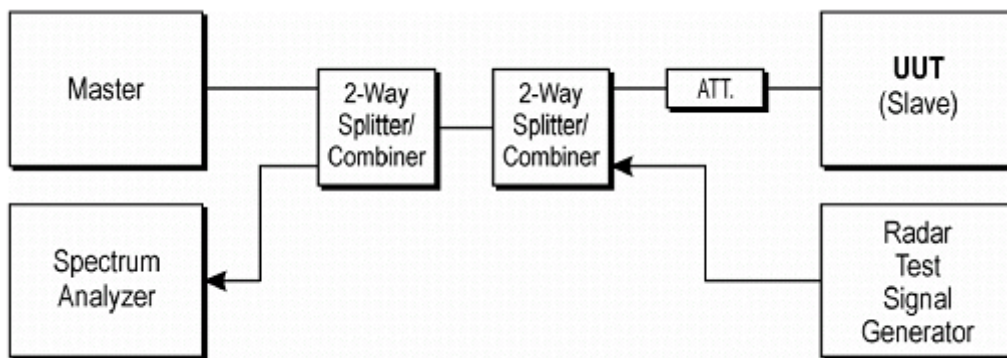 Master
2-Way
Splitter/
Combiner
2-Way
Splitter/
Combiner
ATT.
UUT
(Slave)
Spectrum
Analyzer
Radar
Test
Signal
Generator